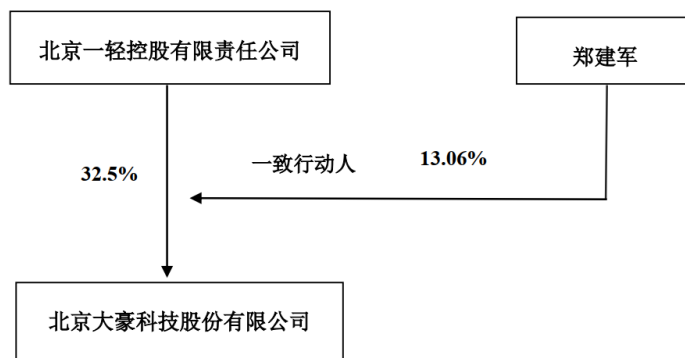 北京一轻控股有限责任公司
郑建军
32.5%
一致行动人
13.06%
北京大豪科技股份有限公司